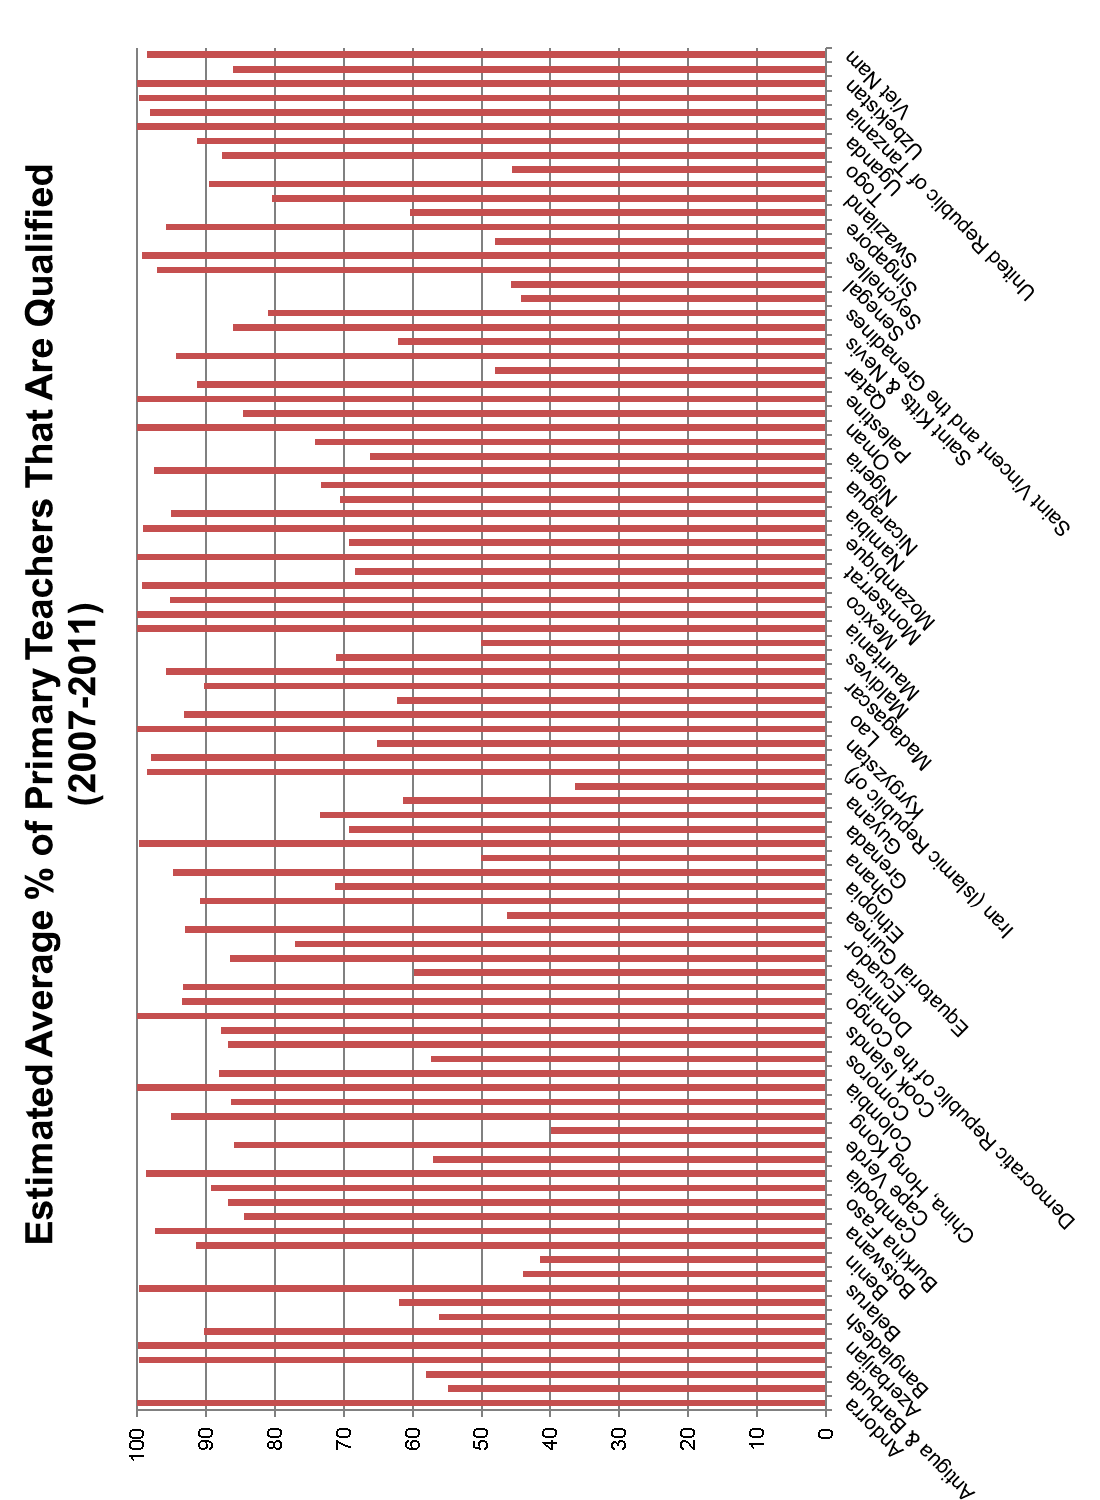 Estimated Average % of Primary Teachers That Are Qualified
(2007-2011)
100
90
80
70
60
50
40
30
20
10
0
Andorra
Antigua & Barbuda
Azerbaijan
Bangladesh
Belarus
Benin
Botswana
Burkina Faso
Cambodia
Cape Verde
China, Hong Kong
Colombia
Comoros
Cook Islands
Democratic Republic of the Congo
Dominica
Ecuador
Equatorial Guinea
Ethiopia
Ghana
Grenada
Guyana
Iran (Islamic Republic of)
Kyrgyzstan
Lao
Madagascar
Maldives
Mauritania
Mexico
Montserrat
Mozambique
Namibia
Nicaragua
Nigeria
Oman
Palestine
Qatar
Saint Kitts & Nevis
Saint Vincent and the Grenadines
Senegal
Seychelles
Singapore
Swaziland
Togo
Uganda
United Republic of Tanzania
Uzbekistan
Viet Nam